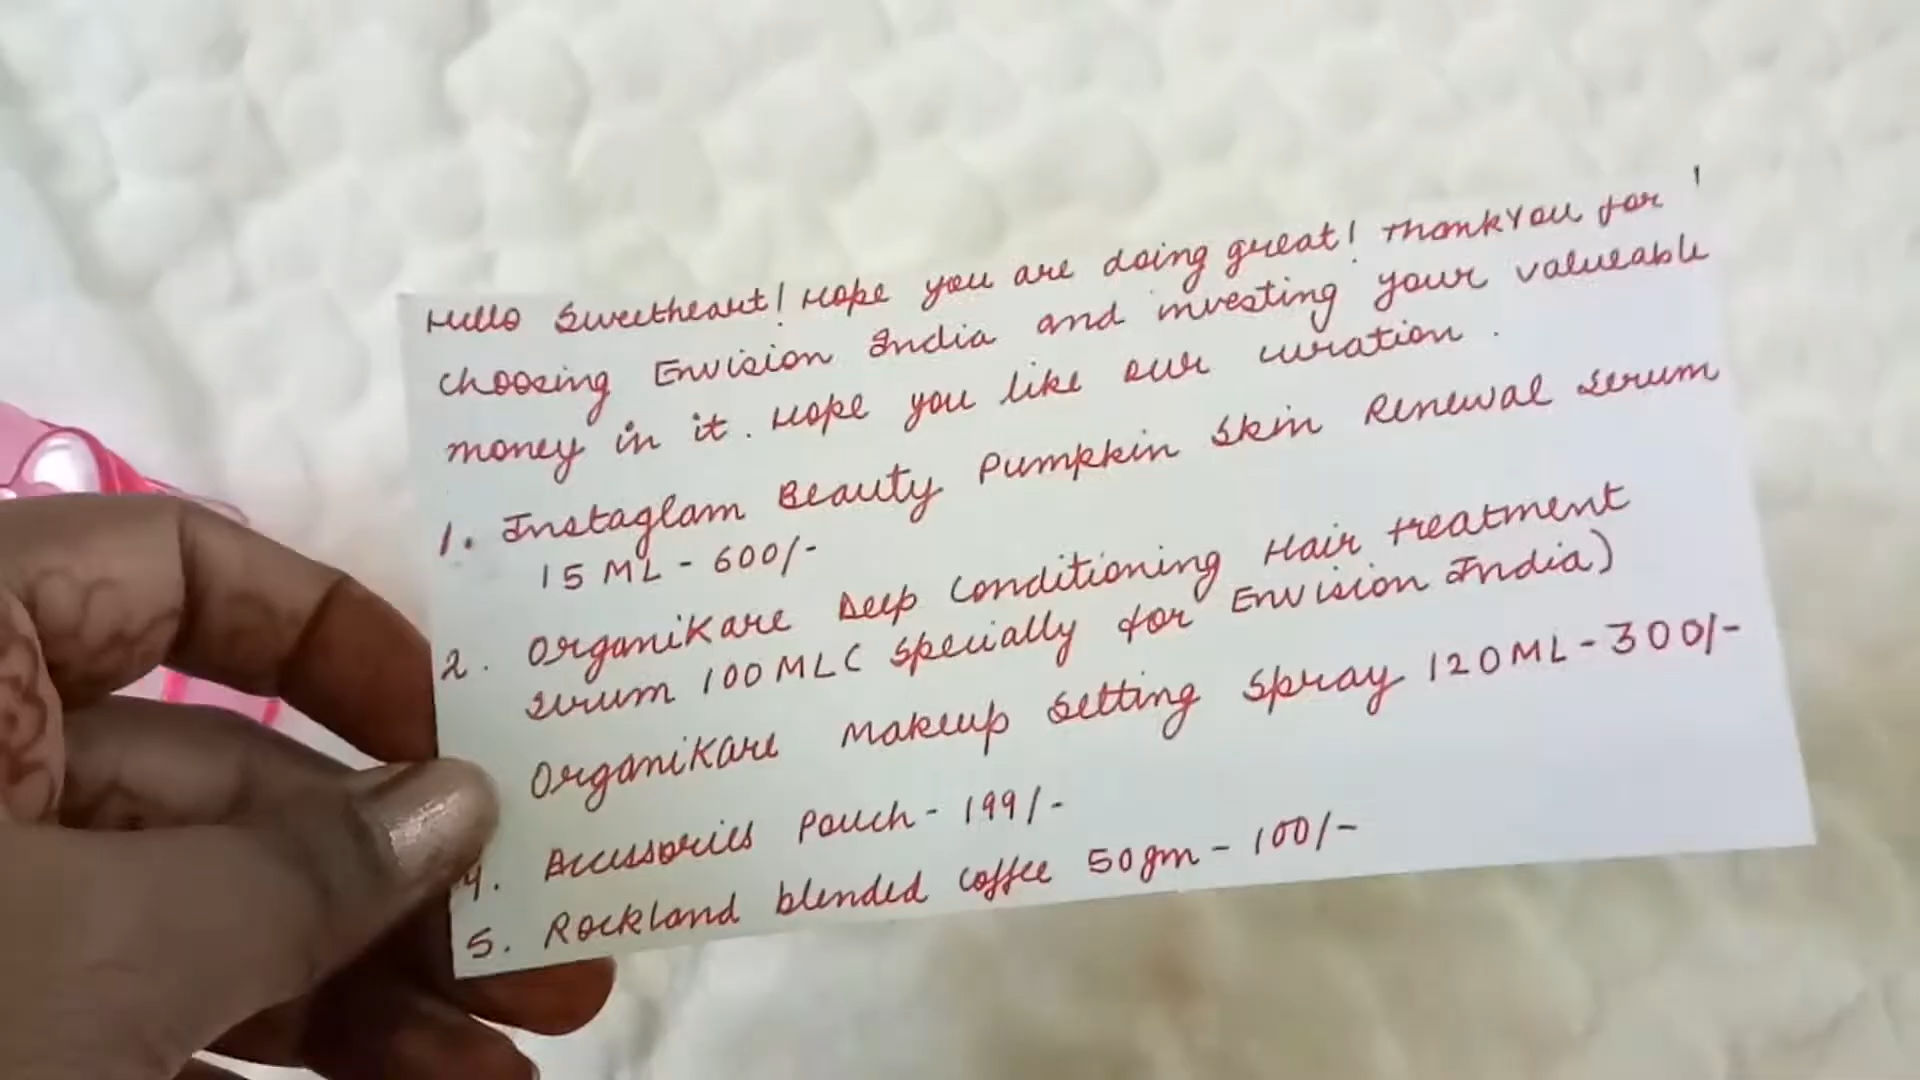 Hello Sweetheart! Hope you are doing great! ThankYou for
choosing Envision India and investing your valueable
money in it. Hope you like our curation.
1. Instaglam Beauty Pumpkin Skin Renewal Serum
15 ML - 600/-
2. OrganiKare Deep Conditioning Hair treatment
serum 100 ML ( Specially for Envision India)
OrganiKare Makeup Setting Spray 120 ML - 300/-
4. Accessories Pouch - 199/-
5. Rockland blended coffee 50gm - 100/-